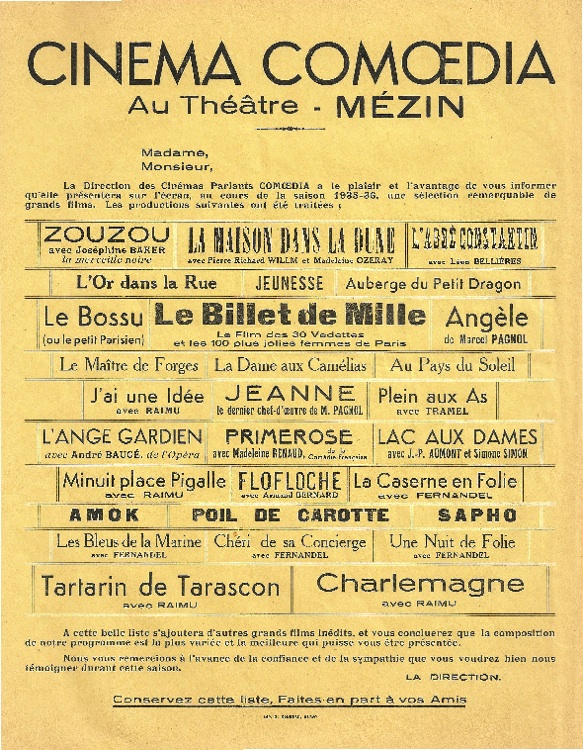 CINEMA COMŒDIA
Au Théâtre - MÉZIN
Madame,
Monsieur,
La Direction des Cinémas Parlants COMŒDIA a le plaisir et l'avantage de vous informer
qu'elle présentera sur l'écran, au cours de la saison 1935-36, une sélection remarquable de
grands films. Les productions suivantes ont été traitées :
ZOUZOU LA MAISON DANS LA DUNE L'ABBÉ CONSTANTIN
avec Joséphine BAKER avec Pierre Richard WILLM et Madeleine OZERAY avec Léon BELLIÈRES
la merveille noire
L'Or dans la Rue JEUNESSE Auberge du Petit Dragon
Le Bossu Le Billet de Mille Angèle
(ou le petit Parisien) Le Film des 30 Vedettes de Marcel PAGNOL
et les 100 plus jolies femmes de Paris
Le Maître de Forges La Dame aux Camélias Au Pays du Soleil
J'ai une Idée JEANNE Plein aux As
avec RAIMU le dernier chef-d'œuvre de M. PAGNOL avec TRAMEL
L'ANGE GARDIEN PRIMEROSE LAC AUX DAMES
avec André BAUGÉ, de l'Opéra avec Madeleine RENAUD, de la Comédie-Française avec J.-P. AUMONT et Simone SIMON
Minuit place Pigalle FLOFLOCHE La Caserne en Folie
avec RAIMU avec Armand BERNARD avec FERNANDEL
AMOK POIL DE CAROTTE SAPHO
Les Bleus de la Marine Chéri de sa Concierge Une Nuit de Folie
avec FERNANDEL avec FERNANDEL avec FERNANDEL
Tartarin de Tarascon Charlemagne
avec RAIMU avec RAIMU
A cette belle liste s'ajoutera d'autres grands films inédits, et vous concluerez que la composition
de notre programme est la plus variée et la meilleure qui puisse vous être présentée.
Nous vous remercions à l'avance de la confiance et de la sympathie que vous voudrez bien nous
témoigner durant cette saison.
LA DIRECTION.
Conservez cette liste, Faites-en part à vos Amis